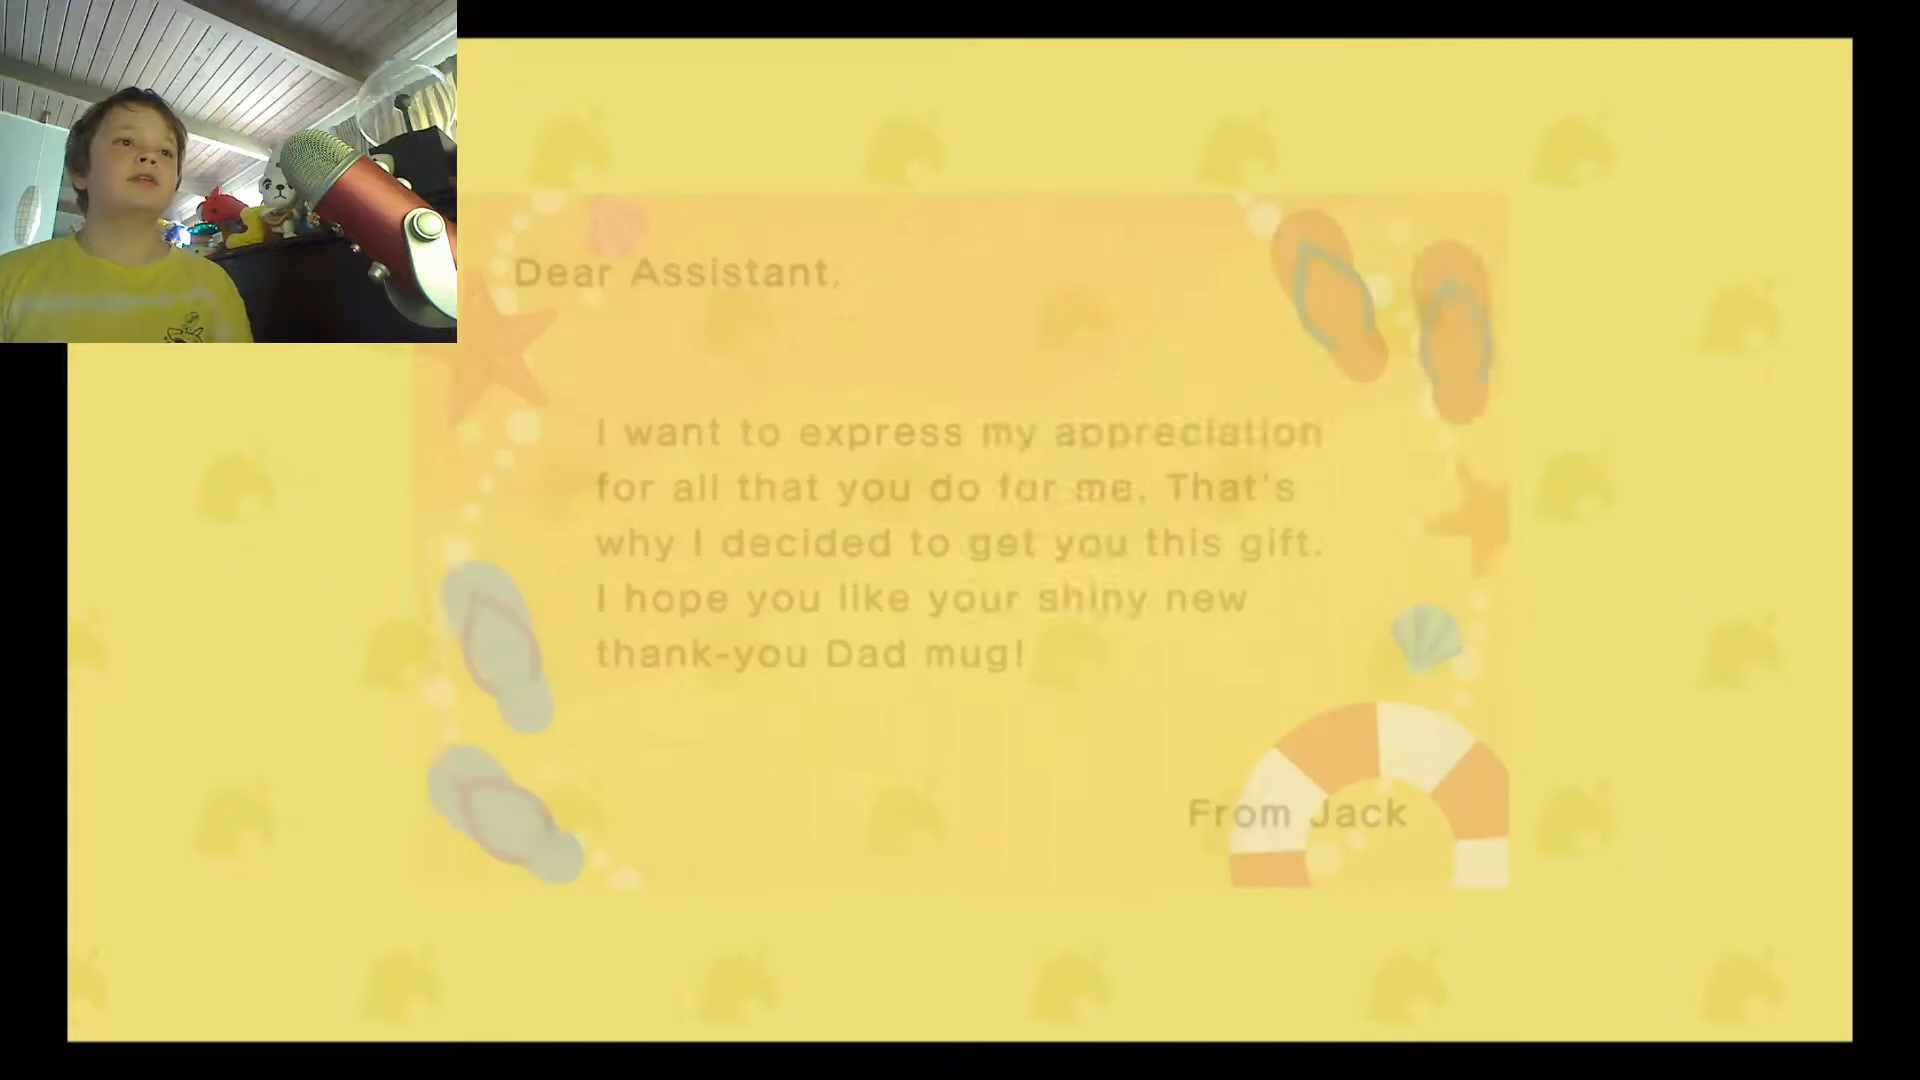 Dear Assistant,
I want to express my appreciation
for all that you do for me. That's
why I decided to get you this gift.
I hope you like your shiny new
thank-you Dad mug!
From Jack